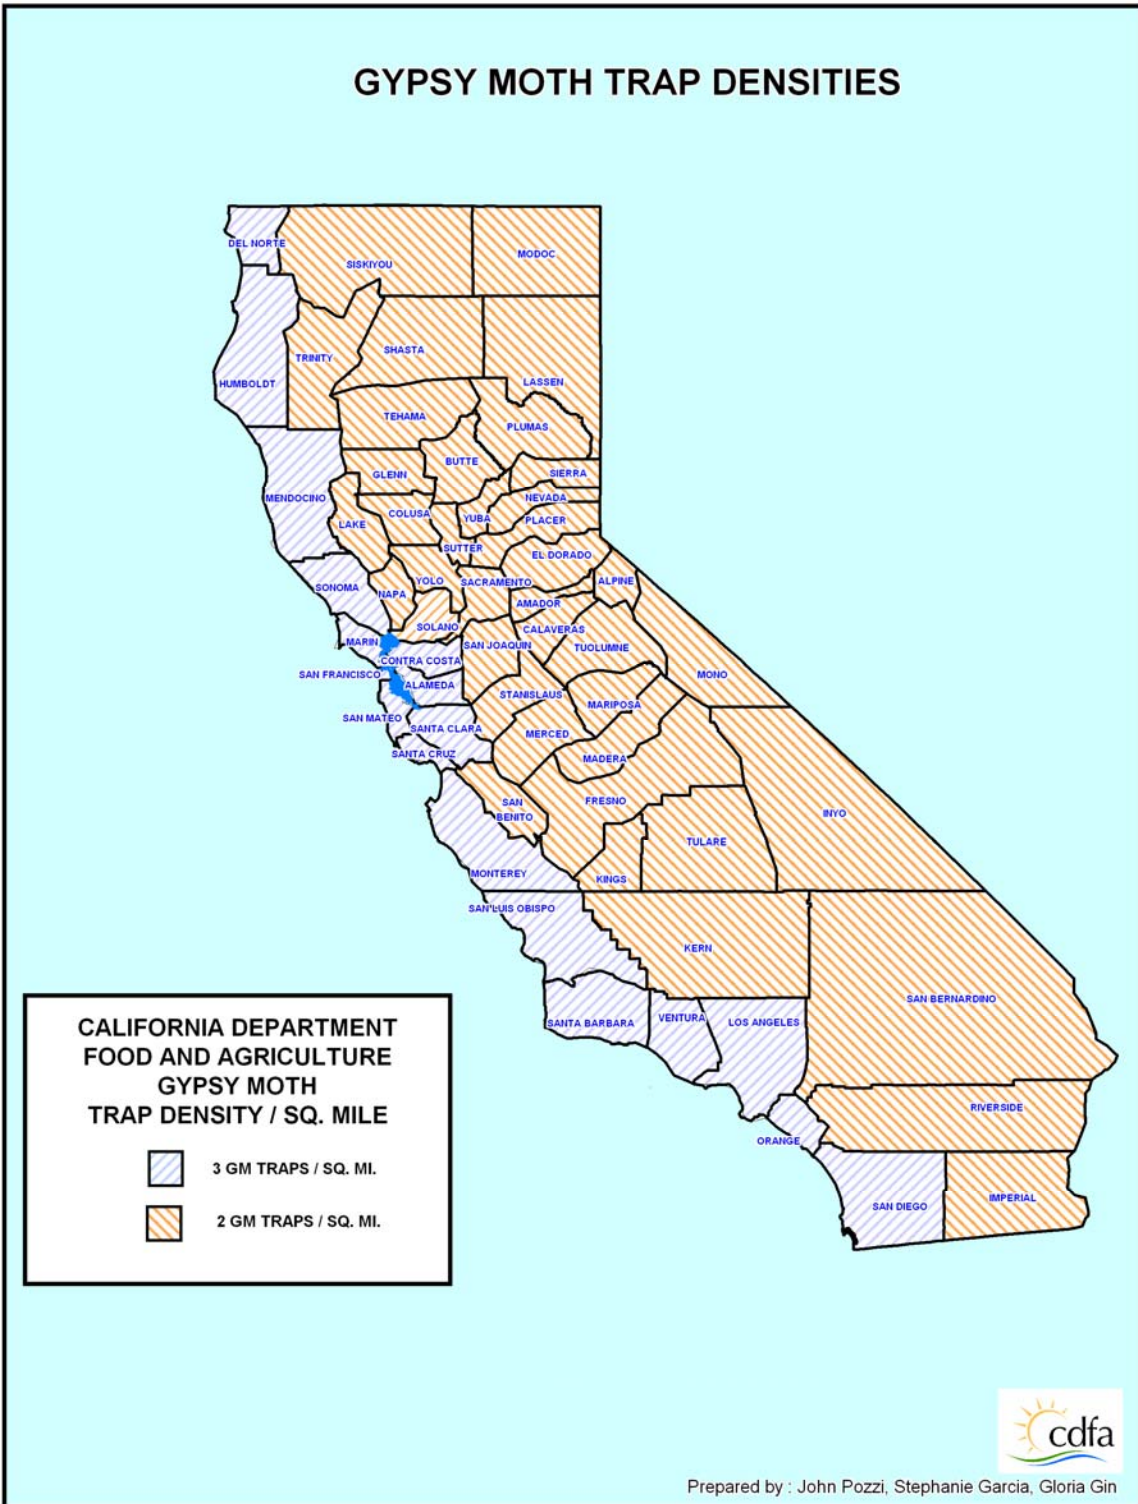 GYPSY MOTH TRAP DENSITIES
DEL NORTE
SISKIYOU
MODOC
TRINITY
SHASTA
HUMBOLDT
LASSEN
TEHAMA
PLUMAS
BUTTE
GLENN
SIERRA
MENDOCINO
NEVADA
COLUSA
YUBA
PLACER
LAKE
SUTTER
EL DORADO
SONOMA
YOLO
SACRAMENTO
ALPINE
NAPA
AMADOR
SOLANO
CALAVERAS
MARIN
SAN JOAQUIN
TUOLUMNE
CONTRA COSTA
SAN FRANCISCO
MONO
ALAMEDA
STANISLAUS
MARIPOSA
SAN MATEO
SANTA CLARA
MERCED
SANTA CRUZ
MADERA
SAN
BENITO
FRESNO
INYO
TULARE
MONTEREY
KINGS
SAN LUIS OBISPO
KERN
SAN BERNARDINO
SANTA BARBARA
VENTURA
LOS ANGELES
RIVERSIDE
ORANGE
SAN DIEGO
IMPERIAL
CALIFORNIA DEPARTMENT
FOOD AND AGRICULTURE
GYPSY MOTH
TRAP DENSITY / SQ. MILE
3 GM TRAPS / SQ. MI.
2 GM TRAPS / SQ. MI.
cdfa
Prepared by : John Pozzi, Stephanie Garcia, Gloria Gin